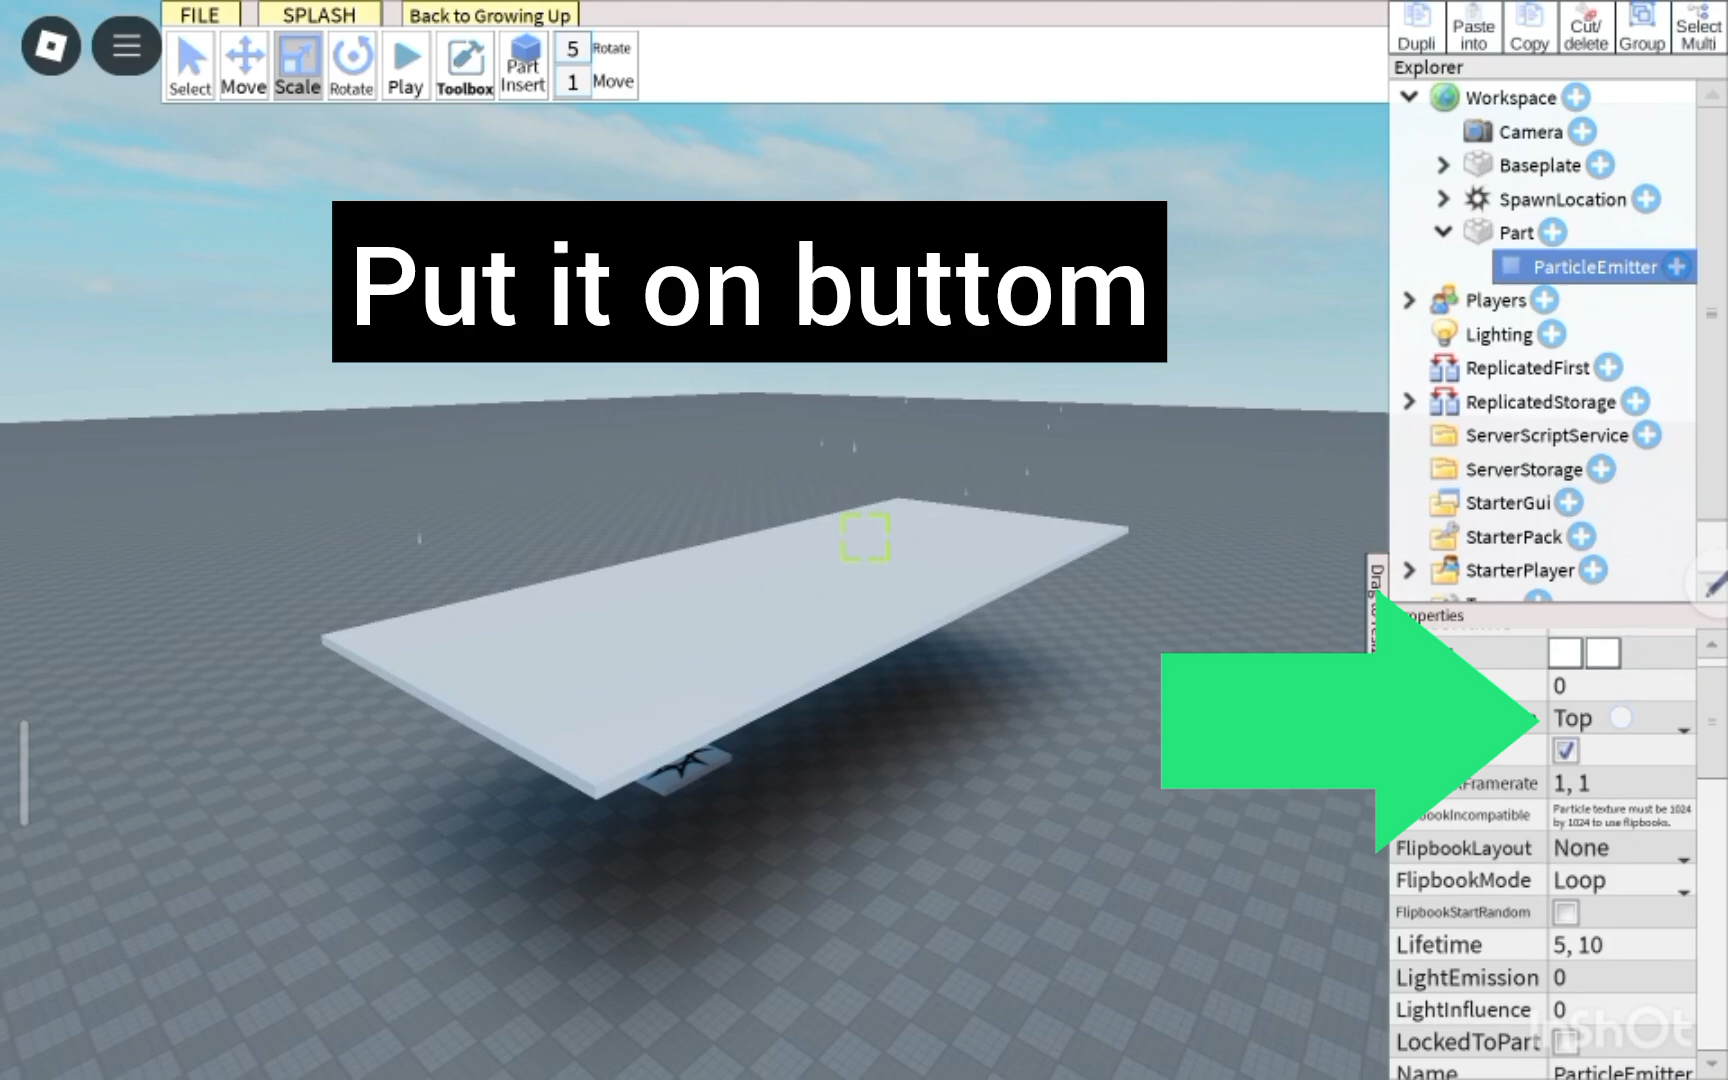 FILE SPLASH Back to Growing Up
Select Move Scale Rotate Play Toolbox Part Insert 5 Rotate
1 Move
Dupli Paste into Copy Cut/ delete Group Select Multi
Put it on buttom
Explorer
Workspace
Camera
Baseplate
SpawnLocation
Part
ParticleEmitter
Players
Lighting
ReplicatedFirst
ReplicatedStorage
ServerScriptService
ServerStorage
StarterGui
StarterPack
StarterPlayer
0
Top
Framerate 1, 1
Particle texture must be 1024
by 1024 to use flipbooks.
FlipbookLayout None
FlipbookMode Loop
FlipbookStartRandom
Lifetime 5, 10
LightEmission 0
LightInfluence 0
LockedToPart
Name ParticleEmitter